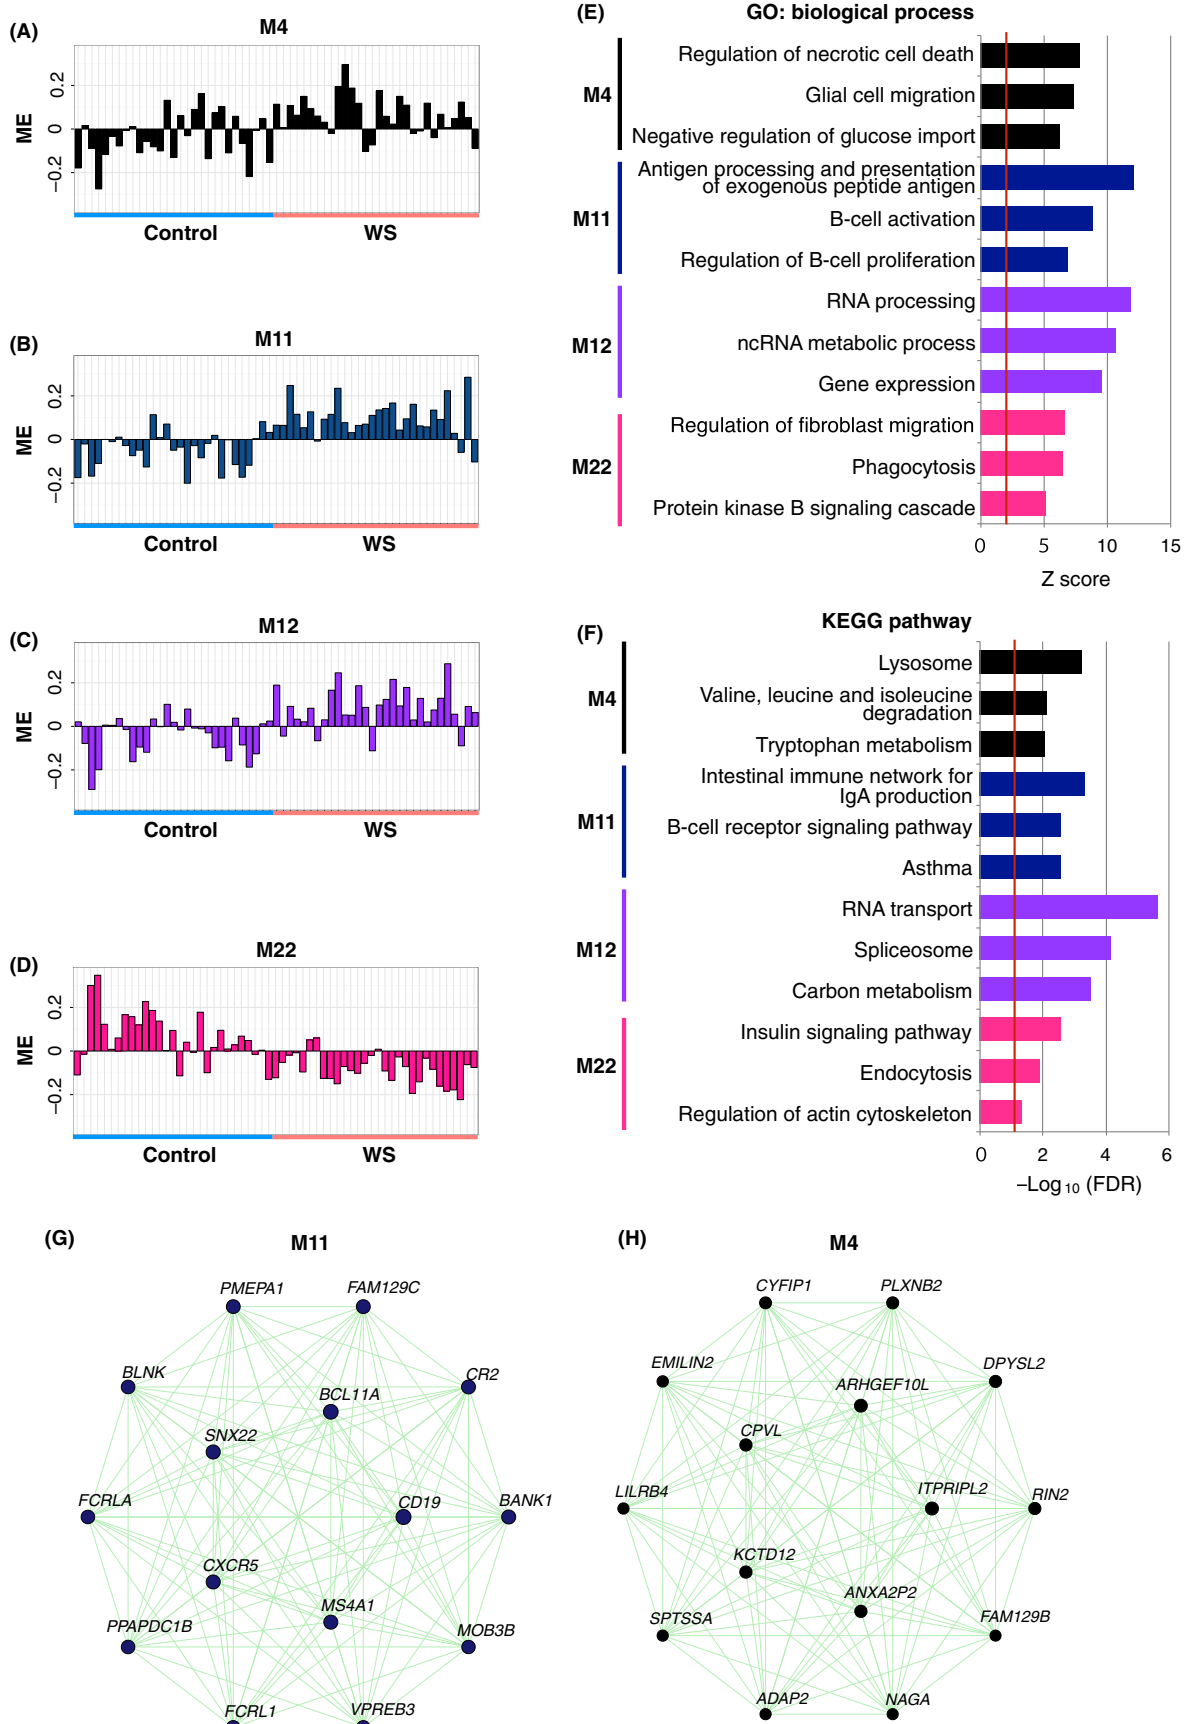 (A)
M4
ME
0.2
0
−0.2
Control
WS
(B)
M11
ME
0.2
0
−0.2
Control
WS
(C)
M12
ME
0.2
0
−0.2
Control
WS
(D)
M22
ME
0.2
0
−0.2
Control
WS
(E)
GO: biological process
M4
Regulation of necrotic cell death
Glial cell migration
Negative regulation of glucose import
M11
Antigen processing and presentation
of exogenous peptide antigen
B-cell activation
Regulation of B-cell proliferation
M12
RNA processing
ncRNA metabolic process
Gene expression
M22
Regulation of fibroblast migration
Phagocytosis
Protein kinase B signaling cascade
0 5 10 15
Z score
(F)
KEGG pathway
M4
Lysosome
Valine, leucine and isoleucine
degradation
Tryptophan metabolism
M11
Intestinal immune network for
IgA production
B-cell receptor signaling pathway
Asthma
M12
RNA transport
Spliceosome
Carbon metabolism
M22
Insulin signaling pathway
Endocytosis
Regulation of actin cytoskeleton
0 2 4 6
−Log10 (FDR)
(G)
M11
PMEPA1 FAM129C
BLNK CR2
BCL11A
SNX22
FCRLA CD19 BANK1
CXCR5
MS4A1
PPAPDC1B MOB3B
FCRL1 VPREB3
(H)
M4
CYFIP1 PLXNB2
EMILIN2 DPYSL2
ARHGEF10L
CPVL
LILRB4 ITPRIPL2 RIN2
KCTD12
ANXA2P2
SPTSSA FAM129B
ADAP2 NAGA